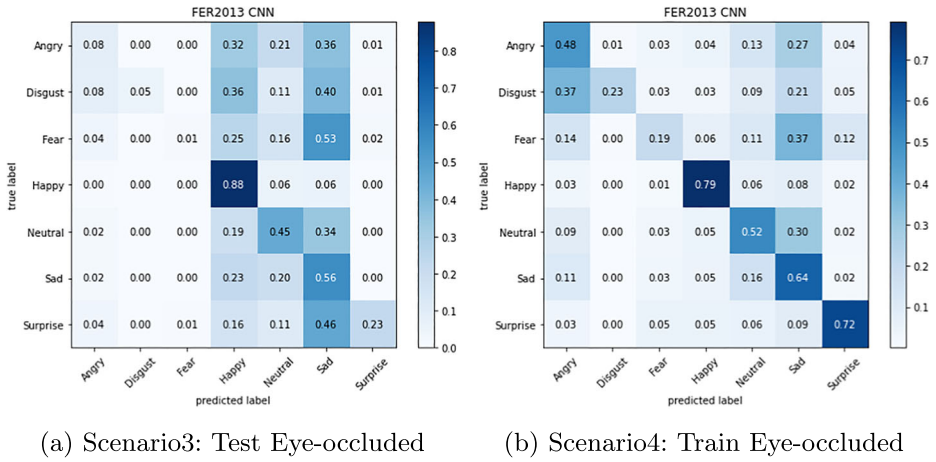 FER2013 CNN
Angry 0.08 0.00 0.00 0.32 0.21 0.36 0.01
Disgust 0.08 0.05 0.00 0.36 0.11 0.40 0.01
Fear 0.04 0.00 0.01 0.25 0.16 0.53 0.02
Happy 0.00 0.00 0.00 0.88 0.06 0.06 0.00
Neutral 0.02 0.00 0.00 0.19 0.45 0.34 0.00
Sad 0.02 0.00 0.00 0.23 0.20 0.56 0.00
Surprise 0.04 0.00 0.01 0.16 0.11 0.46 0.23
true label
Angry Disgust Fear Happy Neutral Sad Surprise
predicted label
0.8
0.7
0.6
0.5
0.4
0.3
0.2
0.1
0.0
(a) Scenario3: Test Eye-occluded
FER2013 CNN
Angry 0.48 0.01 0.03 0.04 0.13 0.27 0.04
Disgust 0.37 0.23 0.03 0.03 0.09 0.21 0.05
Fear 0.14 0.00 0.19 0.06 0.11 0.37 0.12
Happy 0.03 0.00 0.01 0.79 0.06 0.08 0.02
Neutral 0.09 0.00 0.03 0.05 0.52 0.30 0.02
Sad 0.11 0.00 0.03 0.05 0.16 0.64 0.02
Surprise 0.03 0.00 0.05 0.05 0.06 0.09 0.72
true label
Angry Disgust Fear Happy Neutral Sad Surprise
predicted label
0.7
0.6
0.5
0.4
0.3
0.2
0.1
(b) Scenario4: Train Eye-occluded